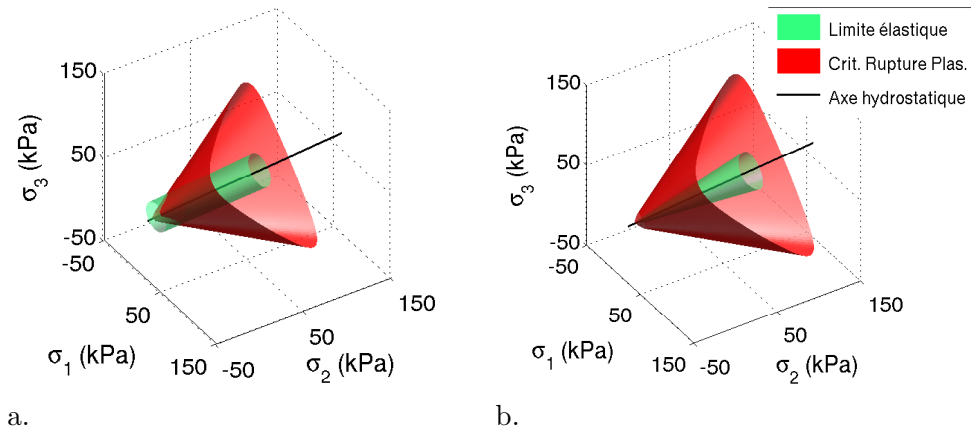 150
50
-50
σ3 (kPa)
-50
50
150
σ1 (kPa)
-50
50
150
σ2 (kPa)
a.
150
50
-50
σ3 (kPa)
-50
50
150
σ1 (kPa)
-50
50
150
σ2 (kPa)
b.
Limite élastique
Crit. Rupture Plas.
Axe hydrostatique